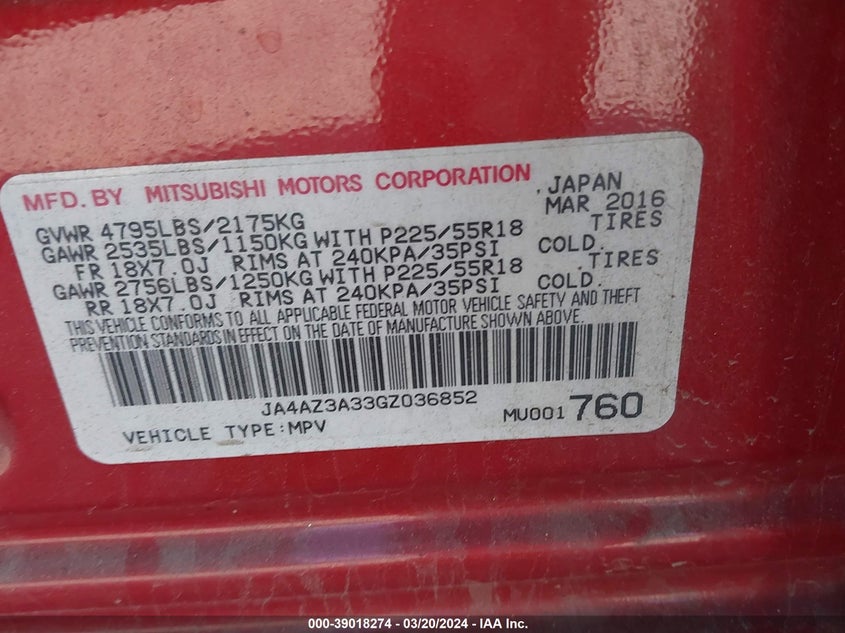 MFD. BY MITSUBISHI MOTORS CORPORATION . JAPAN
MAR 2016
GVWR 4795LBS/2175KG
GAWR 2535LBS/1150KG WITH P225/55R18 TIRES
FR 18X7.0J RIMS AT 240KPA/35PSI COLD.
GAWR 2756LBS/1250KG WITH P225/55R18 .TIRES
RR 18X7.0J RIMS AT 240KPA/35PSI COLD.
THIS VEHICLE CONFORMS TO ALL APPLICABLE FEDERAL MOTOR VEHICLE SAFETY AND THEFT
PREVENTION STANDARDS IN EFFECT ON THE DATE OF MANUFACTURE SHOWN ABOVE.
JA4AZ3A33GZ036852
MU001 760
VEHICLE TYPE:MPV
000-39018274 - 03/20/2024 - IAA Inc.